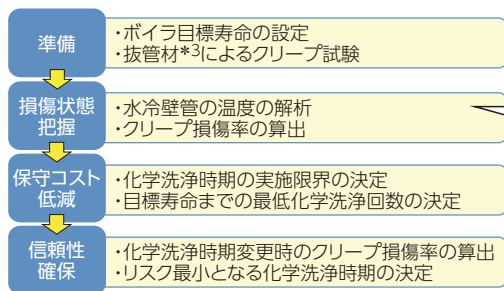 準備
・ボイラ目標寿命の設定
・抜管材*3によるクリープ試験
損傷状態
把握
・水冷壁管の温度の解析
・クリープ損傷率の算出
保守コスト
低減
・化学洗浄時期の実施限界の決定
・目標寿命までの最低化学洗浄回数の決定
信頼性
確保
・化学洗浄時期変更時のクリープ損傷率の算出
・リスク最小となる化学洗浄時期の決定